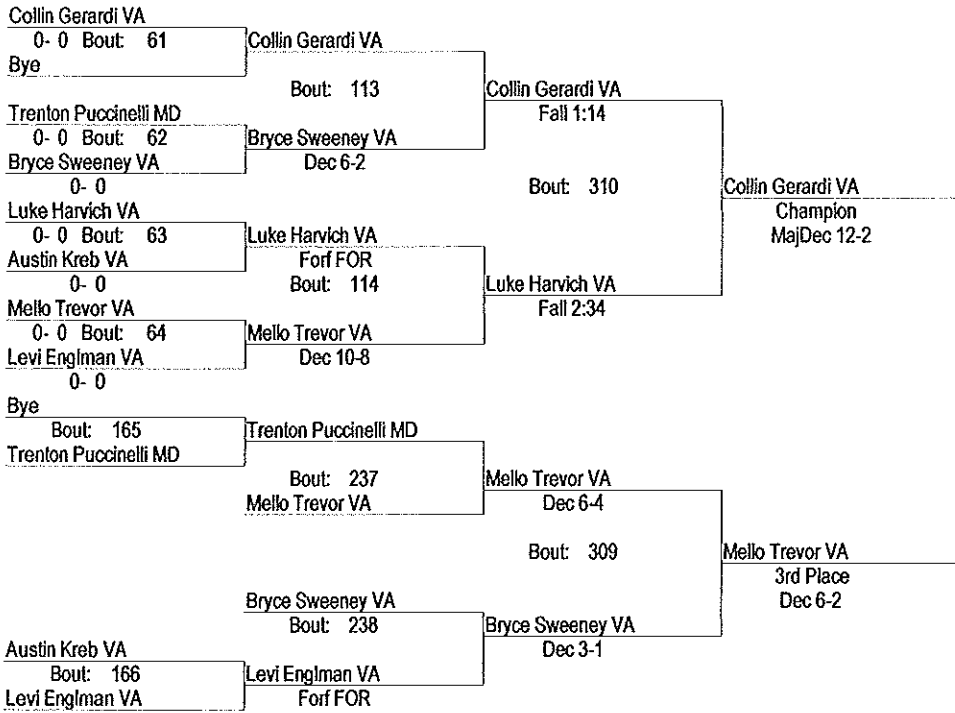 Collin Gerardi VA
0- 0 Bout: 61 Collin Gerardi VA
Bye
Bout: 113 Collin Gerardi VA
Trenton Puccinelli MD Fall 1:14
0- 0 Bout: 62 Bryce Sweeney VA
Bryce Sweeney VA Dec 6-2
0- 0 Bout: 310 Collin Gerardi VA
Luke Harvich VA Champion
0- 0 Bout: 63 Luke Harvich VA MajDec 12-2
Austin Kreb VA Forf FOR
0- 0 Bout: 114 Luke Harvich VA
Mello Trevor VA Fall 2:34
0- 0 Bout: 64 Mello Trevor VA
Levi Englman VA Dec 10-8
0- 0
Bye
Bout: 165 Trenton Puccinelli MD
Trenton Puccinelli MD
Bout: 237 Mello Trevor VA
Mello Trevor VA Dec 6-4
Bout: 309 Mello Trevor VA
3rd Place
Bryce Sweeney VA Dec 6-2
Bout: 238 Bryce Sweeney VA
Austin Kreb VA Dec 3-1
Bout: 166 Levi Englman VA
Levi Englman VA Forf FOR